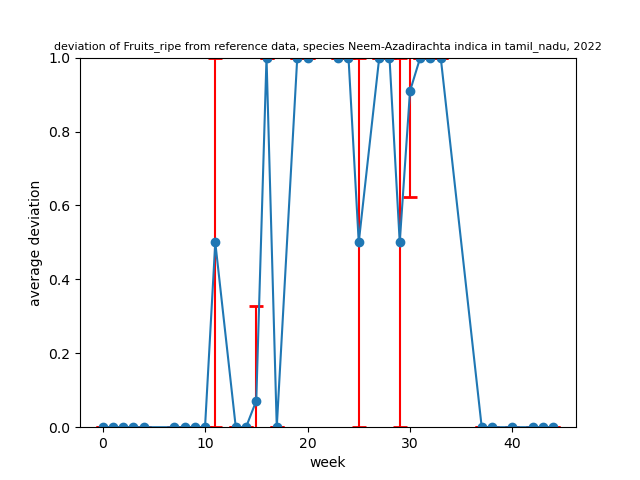 deviation of Fruits_ripe from reference data, species Neem-Azadirachta indica in tamil_nadu, 2022
1.0
0.8
0.6
0.4
0.2
0.0
average deviation
0 10 20 30 40
week